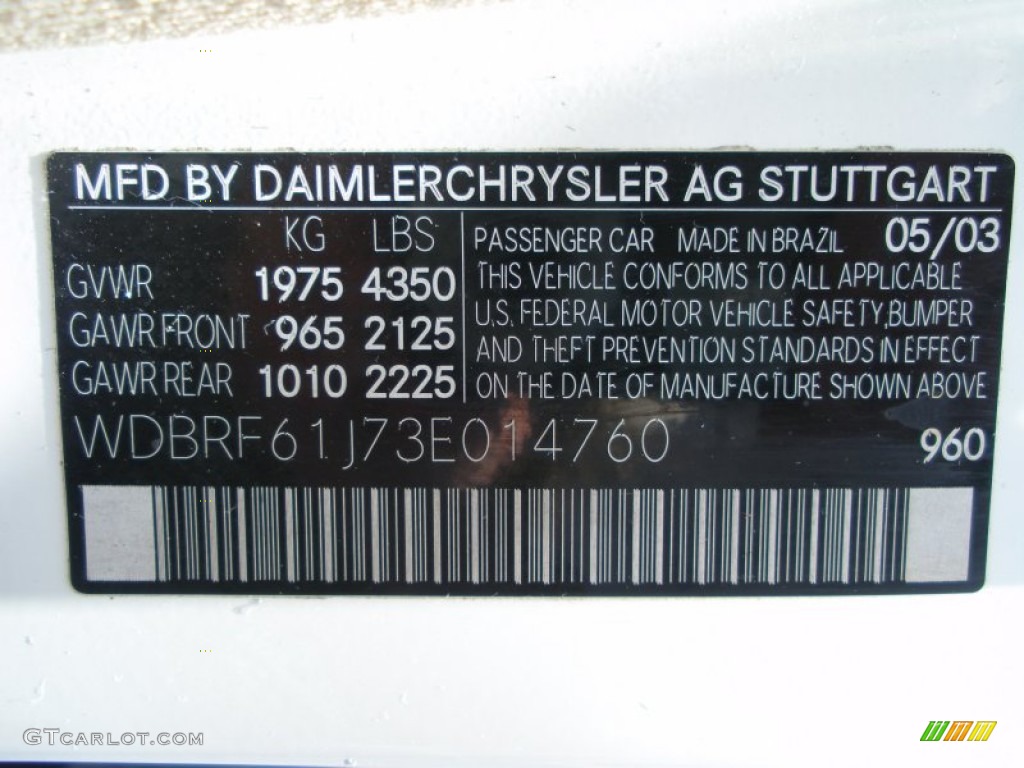 MFD BY DAIMLERCHRYSLER AG STUTTGART
KG LBS
GVWR 1975 4350
GAWR FRONT 965 2125
GAWR REAR 1010 2225
PASSENGER CAR MADE IN BRAZIL 05/03
THIS VEHICLE CONFORMS TO ALL APPLICABLE
U.S. FEDERAL MOTOR VEHICLE SAFETY, BUMPER
AND THEFT PREVENTION STANDARDS IN EFFECT
ON THE DATE OF MANUFACTURE SHOWN ABOVE
WDBRF61J73E014760 960
GTCARLOT.COM